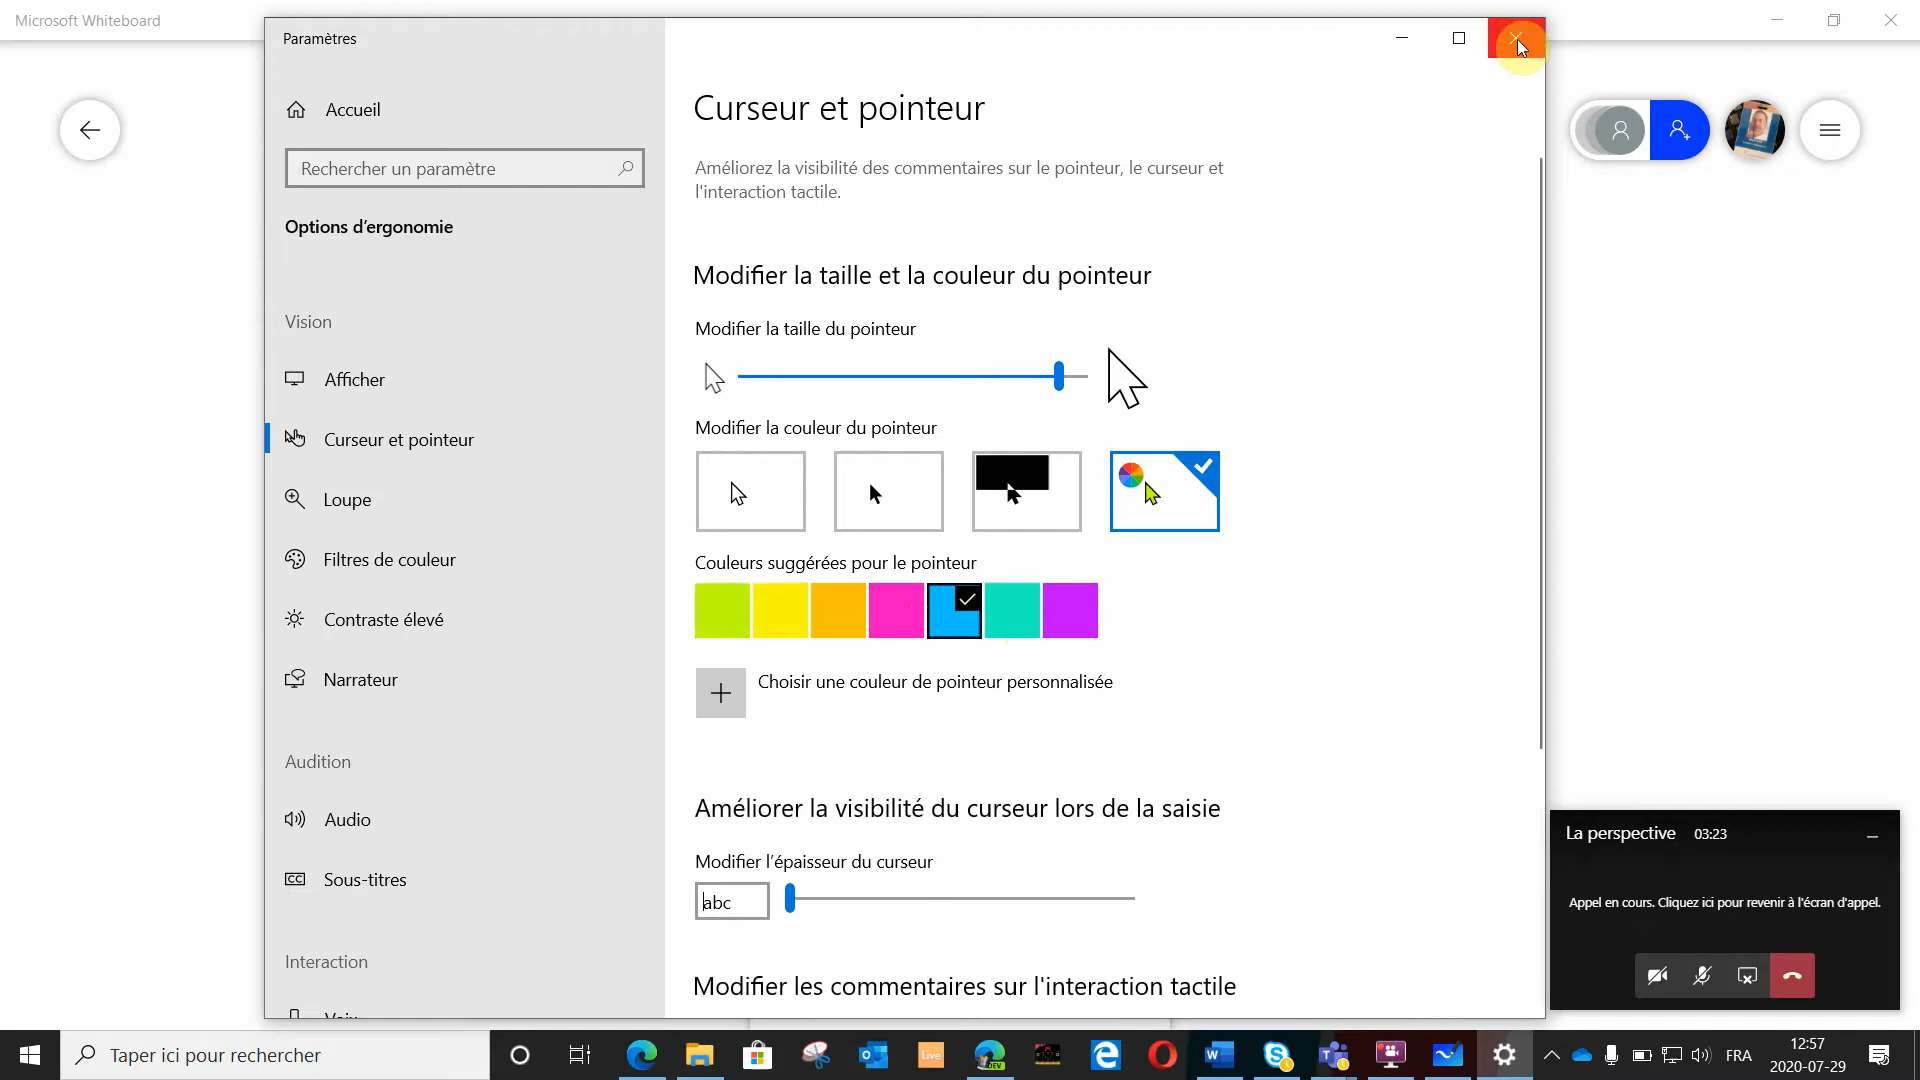 Microsoft Whiteboard
Paramètres
Accueil
Rechercher un paramètre
Options d’ergonomie
Vision
Afficher
Curseur et pointeur
Loupe
Filtres de couleur
Contraste élevé
Narrateur
Audition
Audio
CC Sous-titres
Interaction
Voix
Curseur et pointeur
Améliorez la visibilité des commentaires sur le pointeur, le curseur et
l'interaction tactile.
Modifier la taille et la couleur du pointeur
Modifier la taille du pointeur
Modifier la couleur du pointeur
Couleurs suggérées pour le pointeur
Choisir une couleur de pointeur personnalisée
Améliorer la visibilité du curseur lors de la saisie
Modifier l’épaisseur du curseur
abc
Modifier les commentaires sur l'interaction tactile
La perspective 03:23
Appel en cours. Cliquez ici pour revenir à l'écran d'appel.
Taper ici pour rechercher
Live
DEV
FRA
12:57
2020-07-29